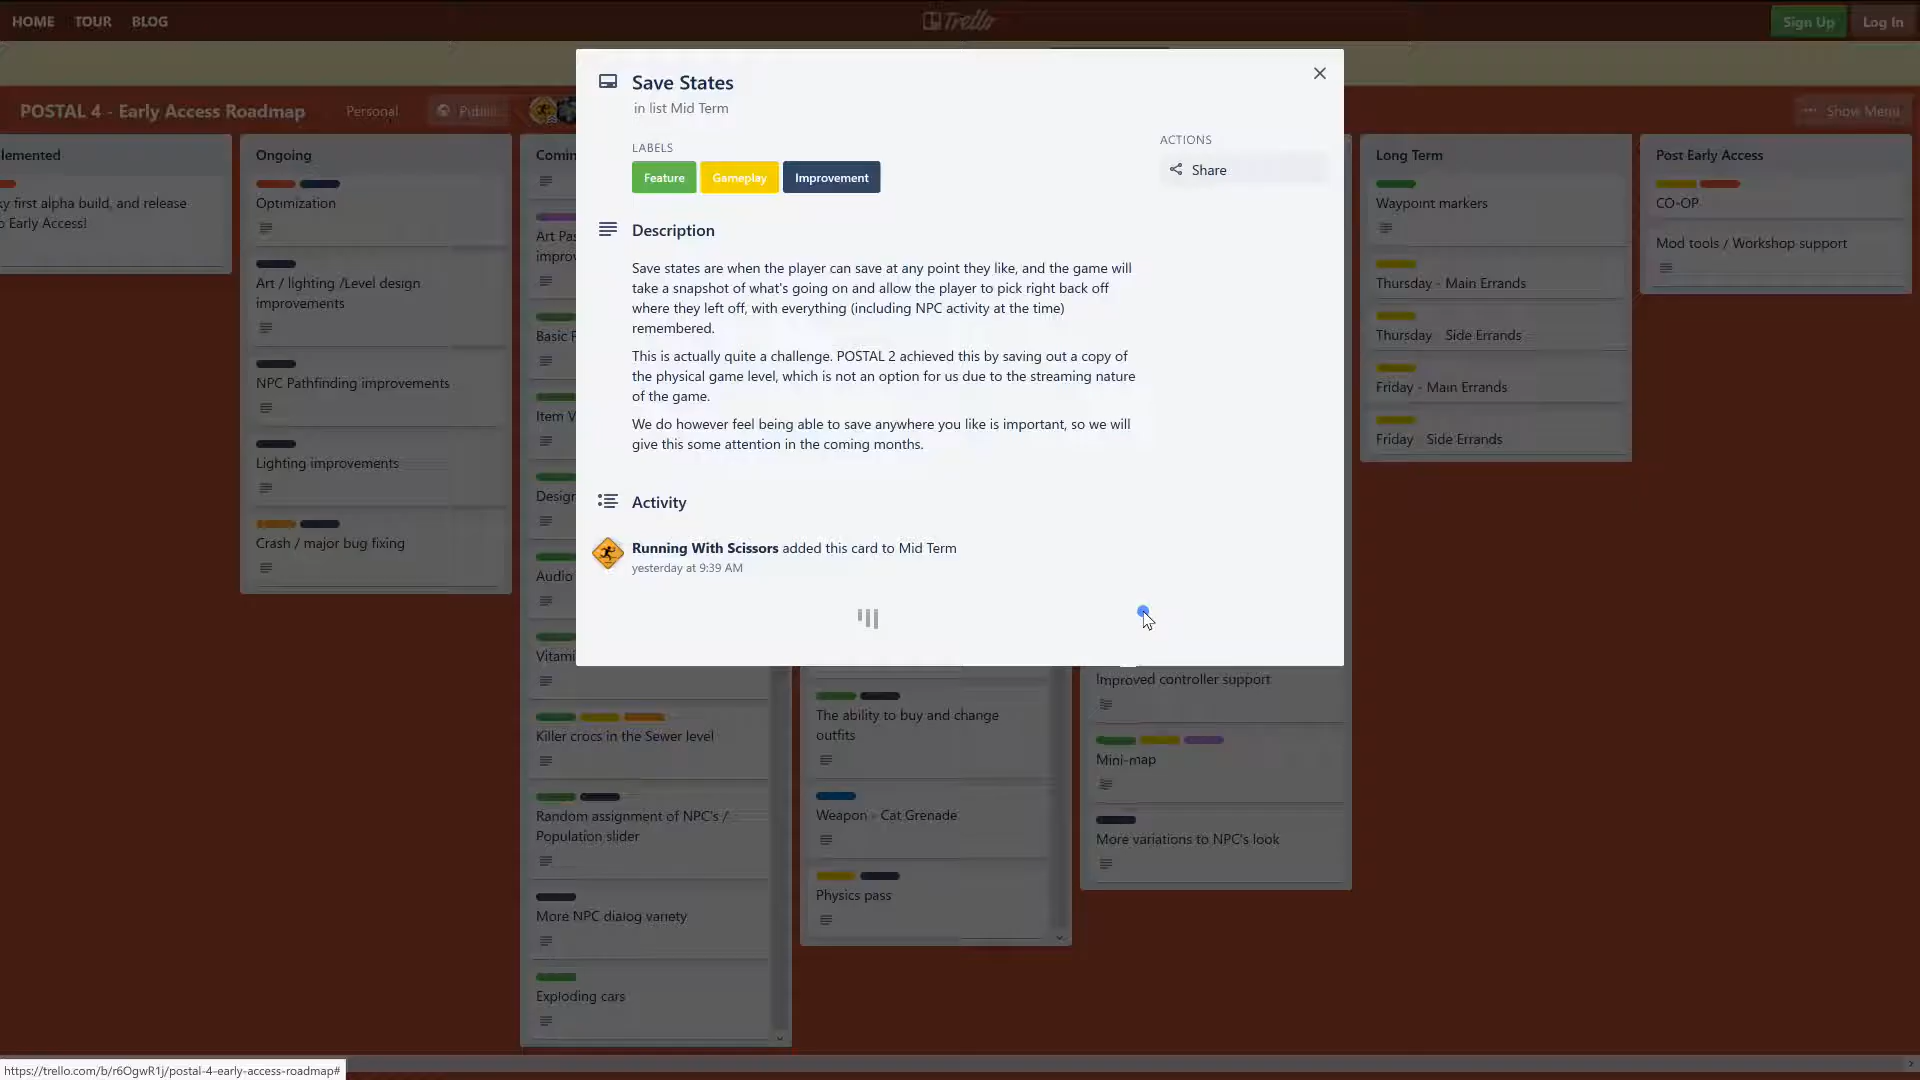 HOME TOUR BLOG
Trello
Sign Up Log In
POSTAL 4 - Early Access Roadmap
Personal
Show Menu
lemented
ky first alpha build, and release
o Early Access!
Ongoing
Optimization
Art / lighting /Level design
improvements
NPC Pathfinding improvements
Lighting improvements
Crash / major bug fixing
Comin
Art Pas
improv
Basic F
Item V
Design
Audio
Vitami
Killer crocs in the Sewer level
Random assignment of NPC's /
Population slider
More NPC dialog variety
Exploding cars
Save States
in list Mid Term
LABELS
Feature Gameplay Improvement
ACTIONS
Share
Description
Save states are when the player can save at any point they like, and the game will
take a snapshot of what's going on and allow the player to pick right back off
where they left off, with everything (including NPC activity at the time)
remembered.
This is actually quite a challenge. POSTAL 2 achieved this by saving out a copy of
the physical game level, which is not an option for us due to the streaming nature
of the game.
We do however feel being able to save anywhere you like is important, so we will
give this some attention in the coming months.
Activity
Running With Scissors added this card to Mid Term
yesterday at 9:39 AM
The ability to buy and change
outfits
Weapon - Cat Grenade
Physics pass
Improved controller support
Mini-map
More variations to NPC's look
Long Term
Waypoint markers
Thursday - Main Errands
Thursday - Side Errands
Friday - Main Errands
Friday - Side Errands
Post Early Access
CO-OP
Mod tools / Workshop support
https://trello.com/b/r6OgwR1j/postal-4-early-access-roadmap#